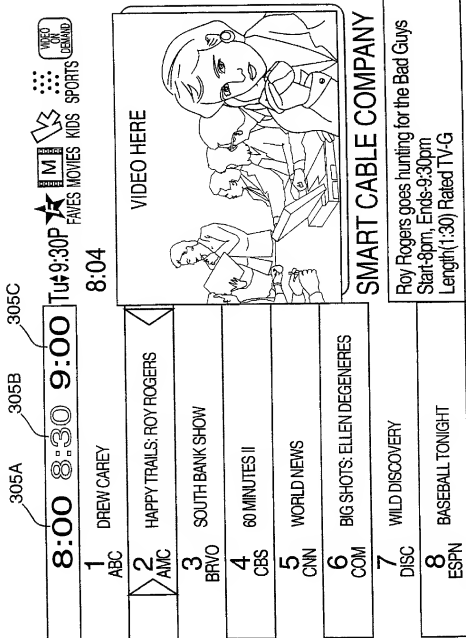 305A
305B
305C
8:00 8:30 9:00 Tu 9:30P
FAVES
M
MOVIES
KIDS
SPORTS
VIDEO
ON
DEMAND
8:04
1
ABC
DREW CAREY
2
AMC
HAPPY TRAILS: ROY ROGERS
3
BRVO
SOUTH BANK SHOW
4
CBS
60 MINUTES II
5
CNN
WORLD NEWS
6
COM
BIG SHOTS: ELLEN DEGENERES
7
DISC
WILD DISCOVERY
8
ESPN
BASEBALL TONIGHT
VIDEO HERE
SMART CABLE COMPANY
Roy Rogers goes hunting for the Bad Guys
Start-8pm, Ends-9:30pm
Length(1:30) Rated TV-G